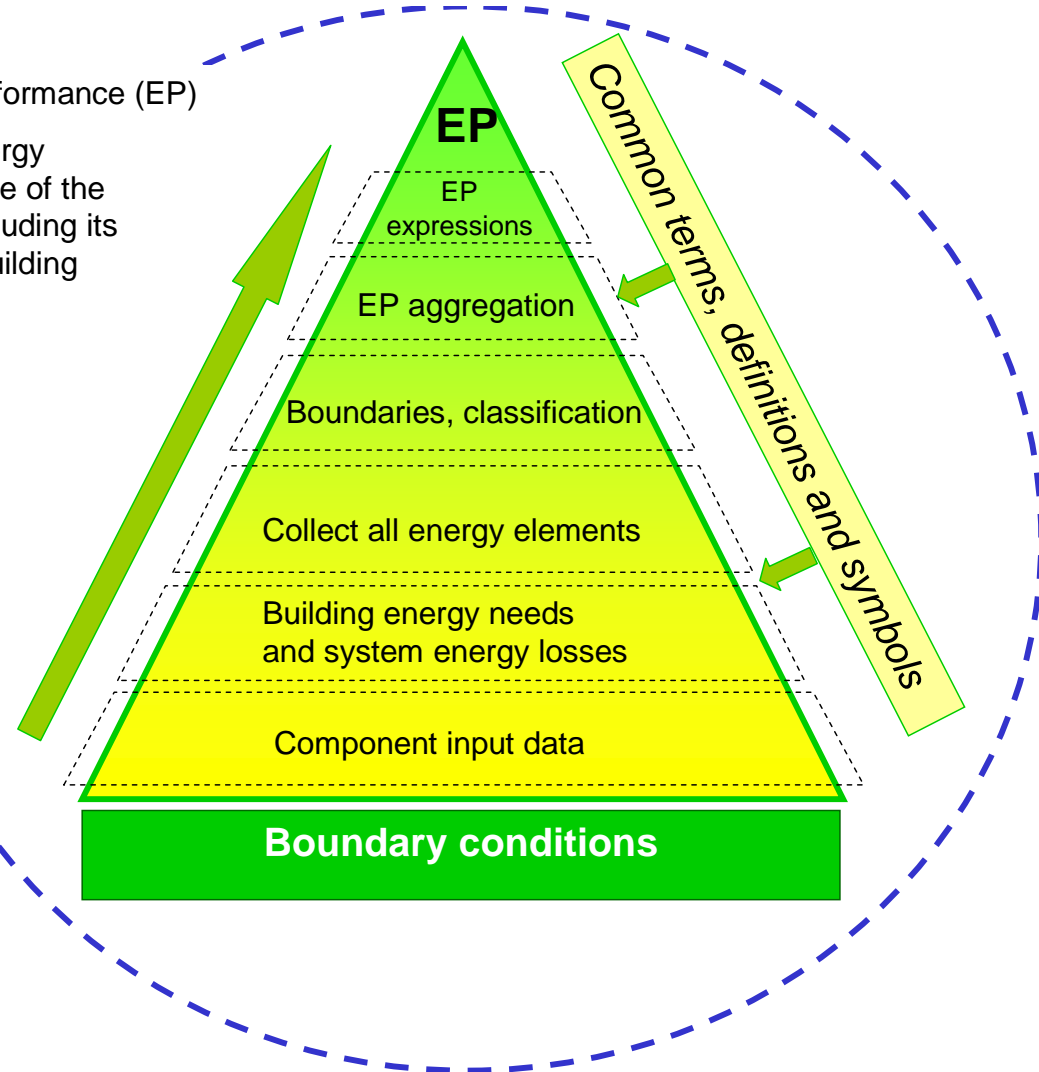 formance (EP)
rgy
e of the
uding its
uilding
EP
EP
expressions
EP aggregation
Boundaries, classification
Collect all energy elements
Building energy needs
and system energy losses
Component input data
Boundary conditions
Common terms, definitions and symbols